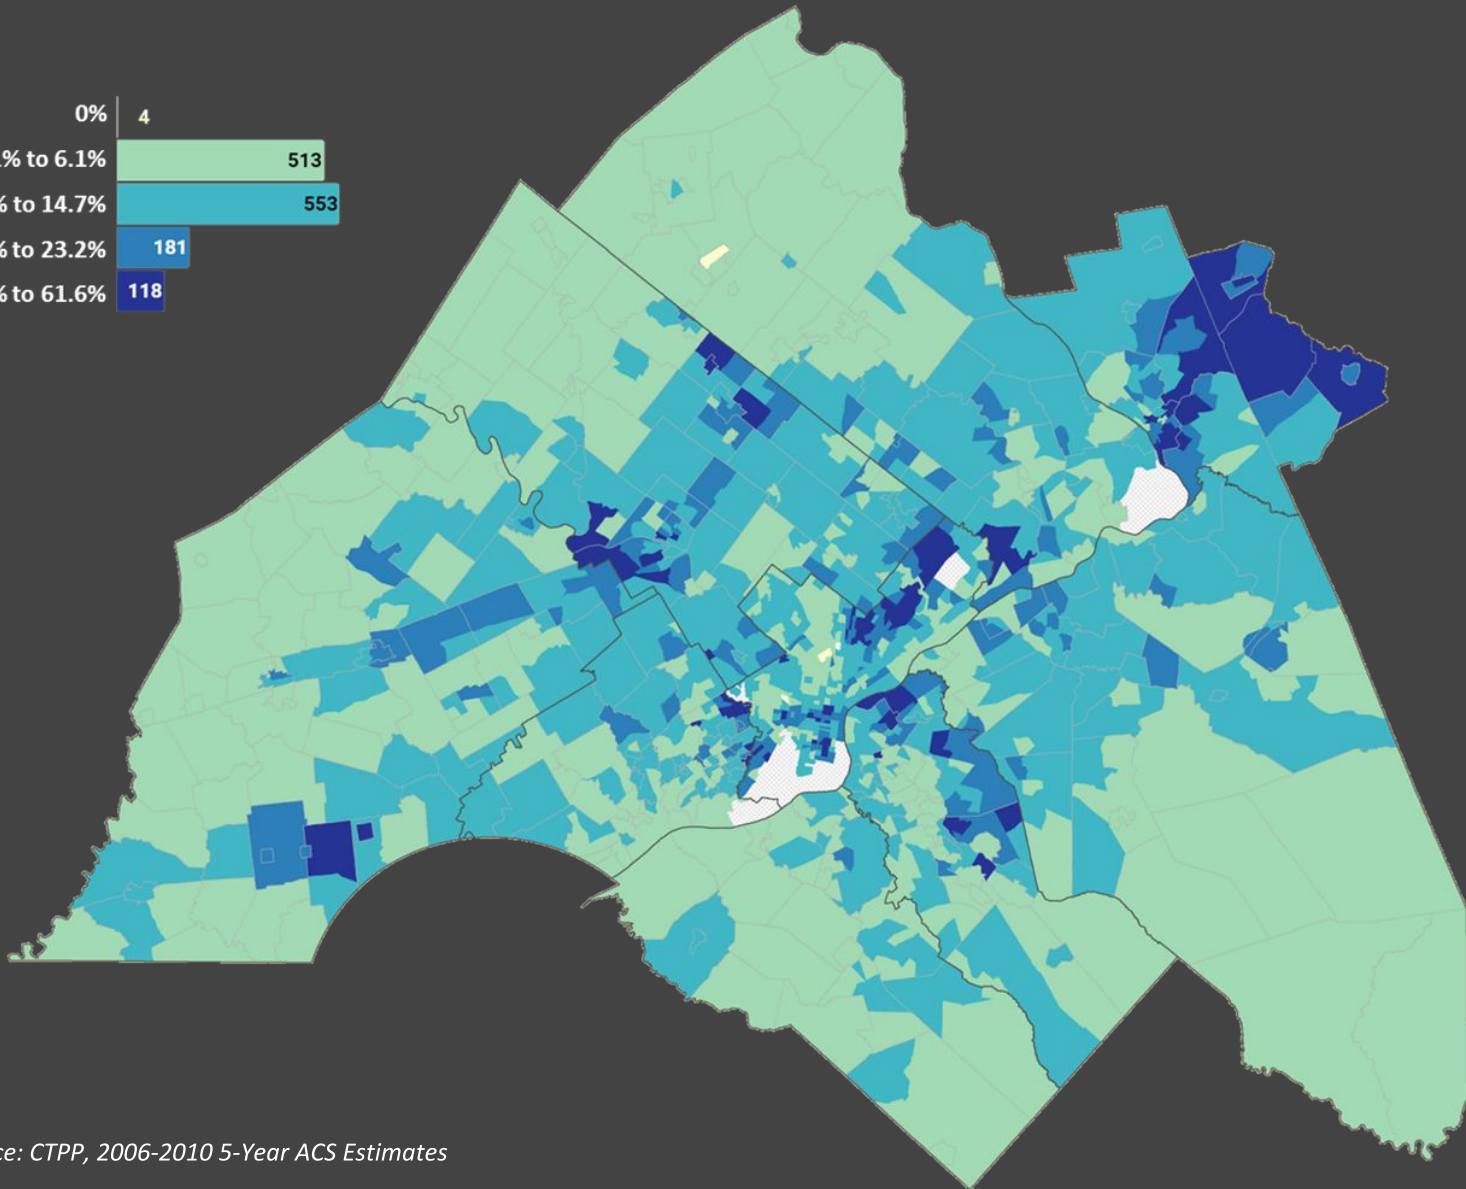 0% 4
% to 6.1% 513
% to 14.7% 553
% to 23.2% 181
% to 61.6% 118
ce: CTPP, 2006-2010 5-Year ACS Estimates